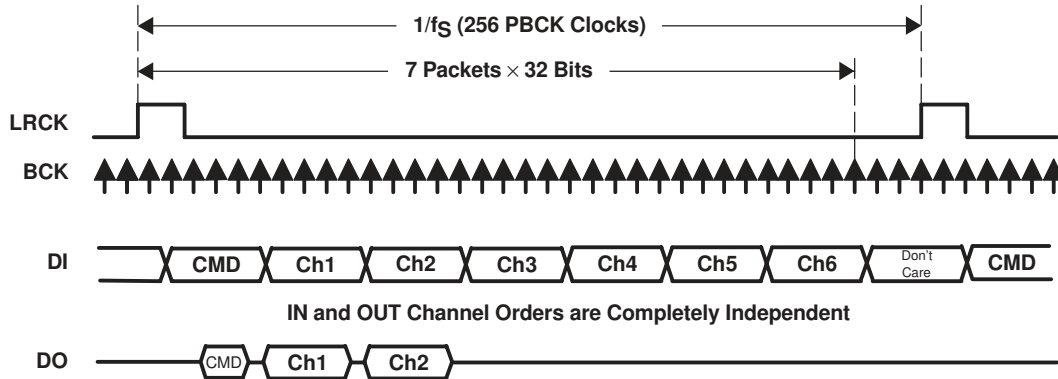 1/fS (256 PBCK Clocks)
7 Packets × 32 Bits
LRCK
BCK
DI CMD Ch1 Ch2 Ch3 Ch4 Ch5 Ch6 Don't Care CMD
IN and OUT Channel Orders are Completely Independent
DO CMD Ch1 Ch2